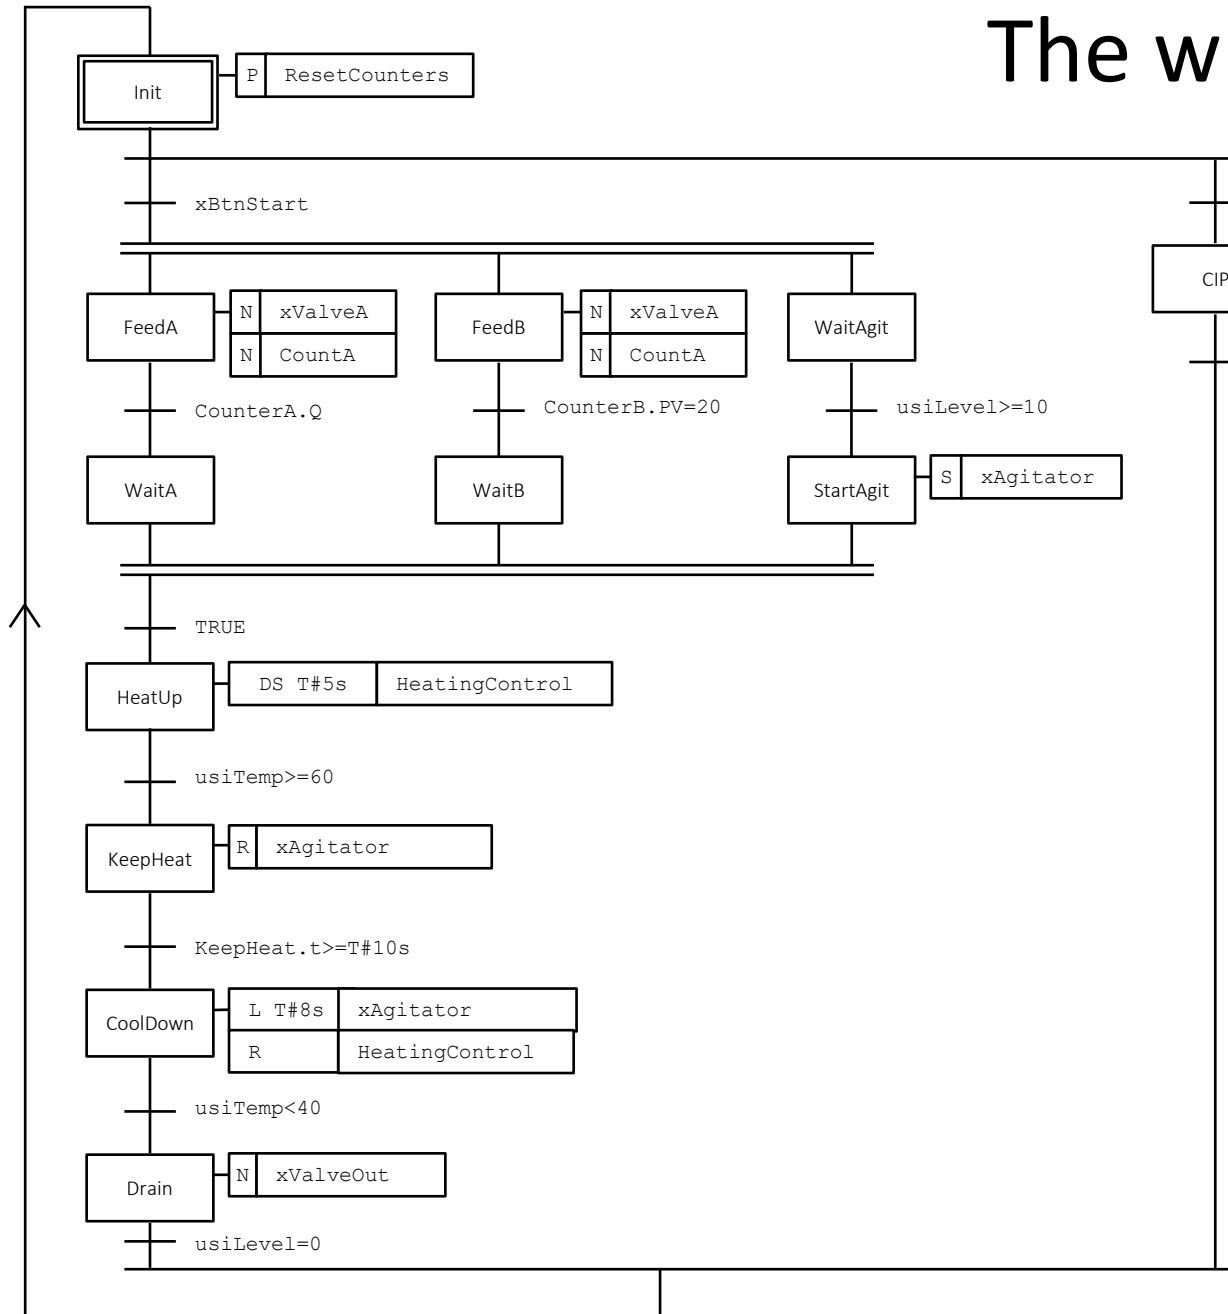 The w
Init
P ResetCounters
xBtnStart
FeedA
N xValveA
N CountA
FeedB
N xValveA
N CountA
WaitAgit
CIP
CounterA.Q
CounterB.PV=20
usiLevel>=10
WaitA
WaitB
StartAgit
S xAgitator
TRUE
HeatUp
DS T#5s HeatingControl
usiTemp>=60
KeepHeat
R xAgitator
KeepHeat.t>=T#10s
CoolDown
L T#8s xAgitator
R HeatingControl
usiTemp<40
Drain
N xValveOut
usiLevel=0